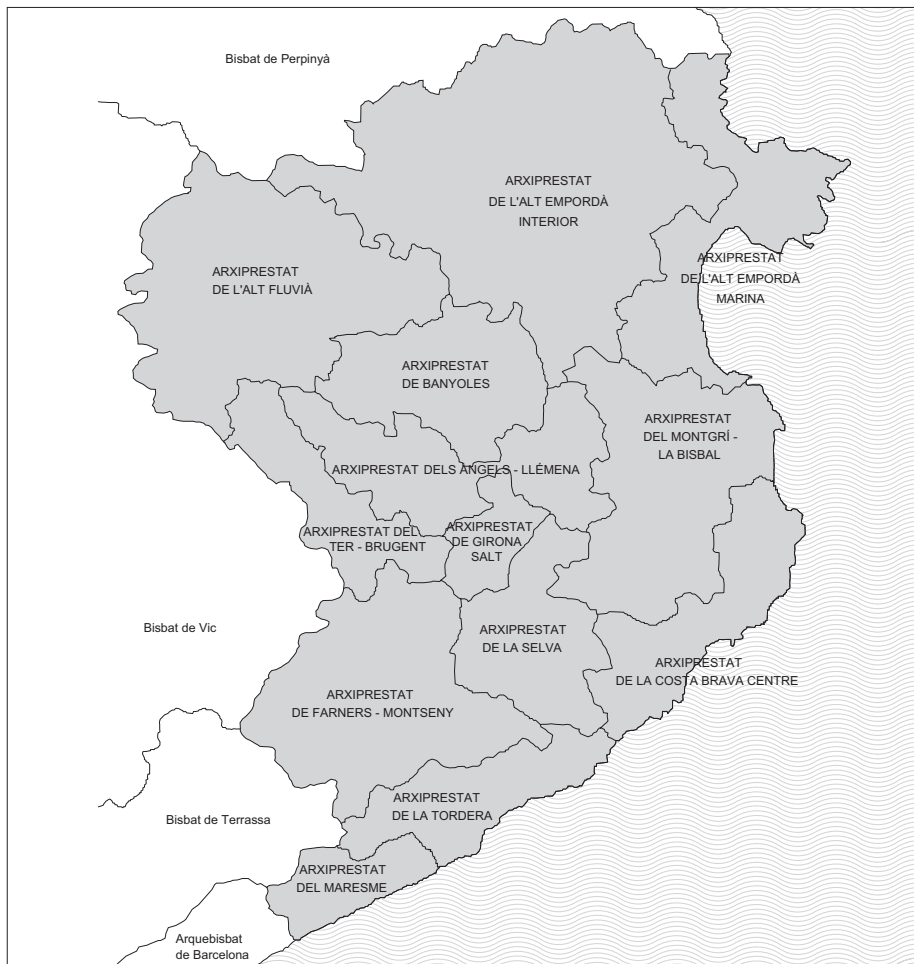 Bisbat de Perpinyà
ARXIPRESTAT
DE L'ALT EMPORDÀ
INTERIOR
ARXIPRESTAT
DE L'ALT EMPORDÀ
MARINA
ARXIPRESTAT
DE L'ALT FLUVIÀ
ARXIPRESTAT
DE BANYOLES
ARXIPRESTAT
DEL MONTGRÍ -
LA BISBAL
ARXIPRESTAT DELS ÀNGELS - LLÉMENA
ARXIPRESTAT DEL
TER - BRUGENT
ARXIPRESTAT
DE GIRONA
SALT
Bisbat de Vic
ARXIPRESTAT
DE LA SELVA
ARXIPRESTAT
DE LA COSTA BRAVA CENTRE
ARXIPRESTAT
DE FARNERS - MONTSENY
ARXIPRESTAT
DE LA TORDERA
Bisbat de Terrassa
ARXIPRESTAT
DEL MARESME
Arquebisbat
de Barcelona